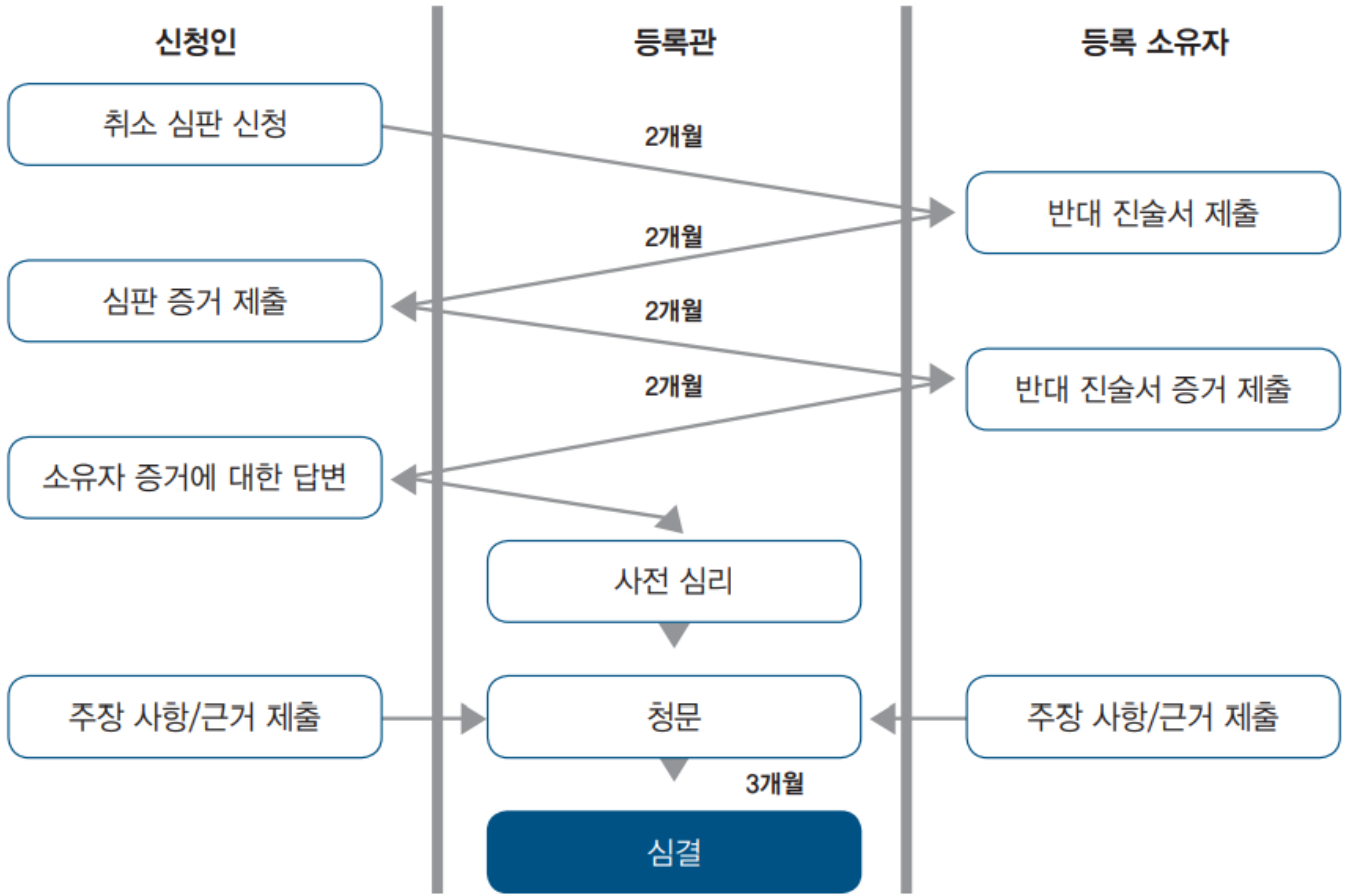 신청인
등록관
등록 소유자
취소 심판 신청
2개월
반대 진술서 제출
2개월
심판 증거 제출
2개월
반대 진술서 증거 제출
2개월
소유자 증거에 대한 답변
사전 심리
주장 사항/근거 제출
청문
주장 사항/근거 제출
3개월
심결